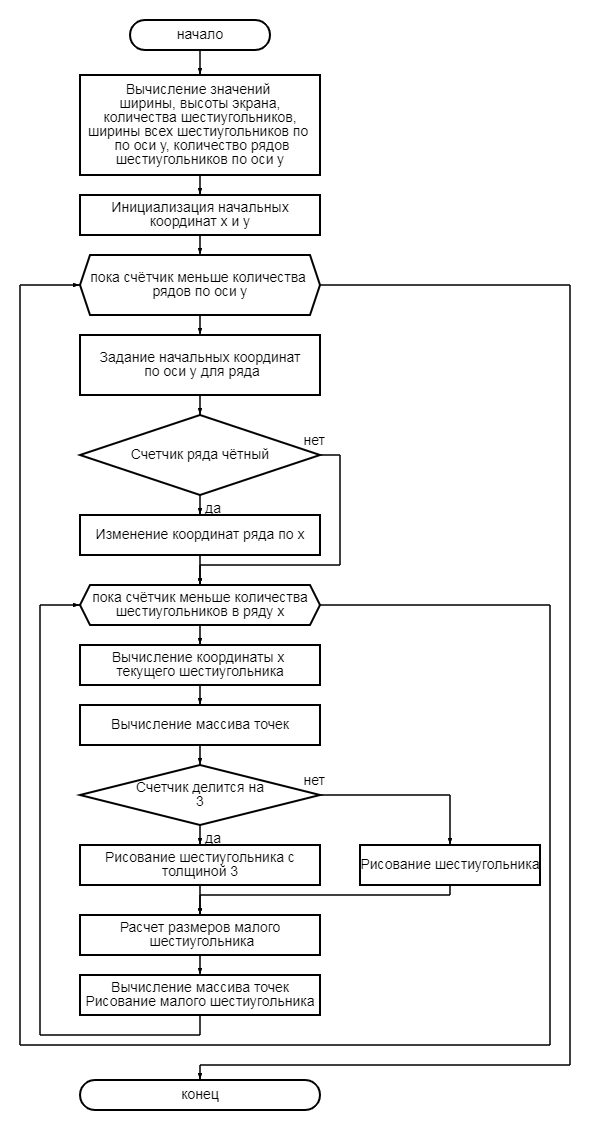 начало
Вычисление значений
ширины, высоты экрана,
количества шестиугольников,
ширины всех шестиугольников по
по оси y, количество рядов
шестиугольников по оси y
Инициализация начальных
координат x и y
пока счётчик меньше количества
рядов по оси y
Задание начальных координат
по оси y для ряда
нет
Счетчик ряда чётный
да
Изменение координат ряда по x
пока счётчик меньше количества
шестиугольников в ряду x
Вычисление координаты x
текущего шестиугольника
Вычисление массива точек
нет
Счетчик делится на
3
да
Рисование шестиугольника с
толщиной 3
Рисование шестиугольника
Расчет размеров малого
шестиугольника
Вычисление массива точек
Рисование малого шестиугольника
конец